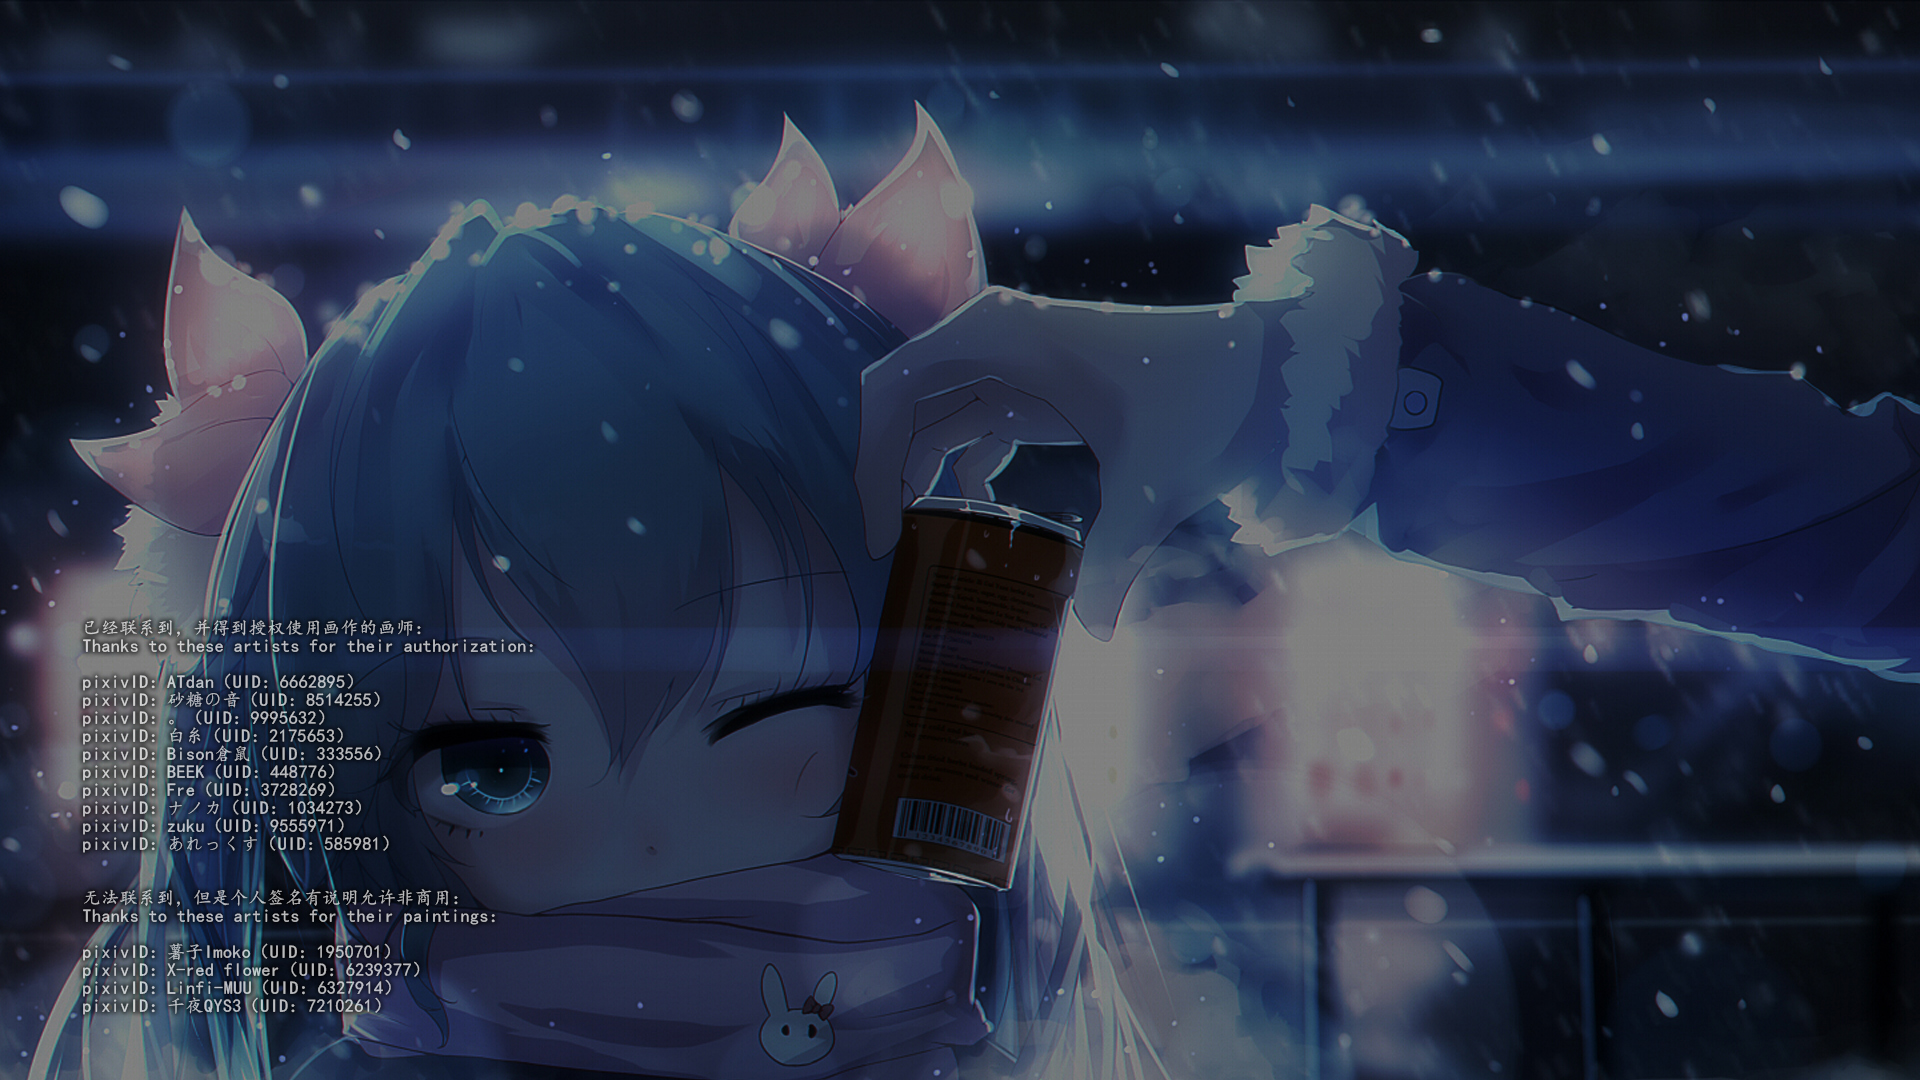 已经联系到，并得到授权使用画作的画师：
Thanks to these artists for their authorization:
pixivID: ATdan (UID: 6662895)
pixivID: 砂糖の音 (UID: 8514255)
pixivID: 。 (UID: 9995632)
pixivID: 白糸 (UID: 2175653)
pixivID: Bison倉鼠 (UID: 333556)
pixivID: BEEK (UID: 448776)
pixivID: Fre (UID: 3728269)
pixivID: ナノカ (UID: 1034273)
pixivID: zuku (UID: 9555971)
pixivID: あれっくす (UID: 585981)
无法联系到，但是个人签名有说明允许非商用：
Thanks to these artists for their paintings:
pixivID: 薯子Imoko (UID: 1950701)
pixivID: X-red flower (UID: 6239377)
pixivID: Linfi-MUU (UID: 6327914)
pixivID: 千夜QYS3 (UID: 7210261)